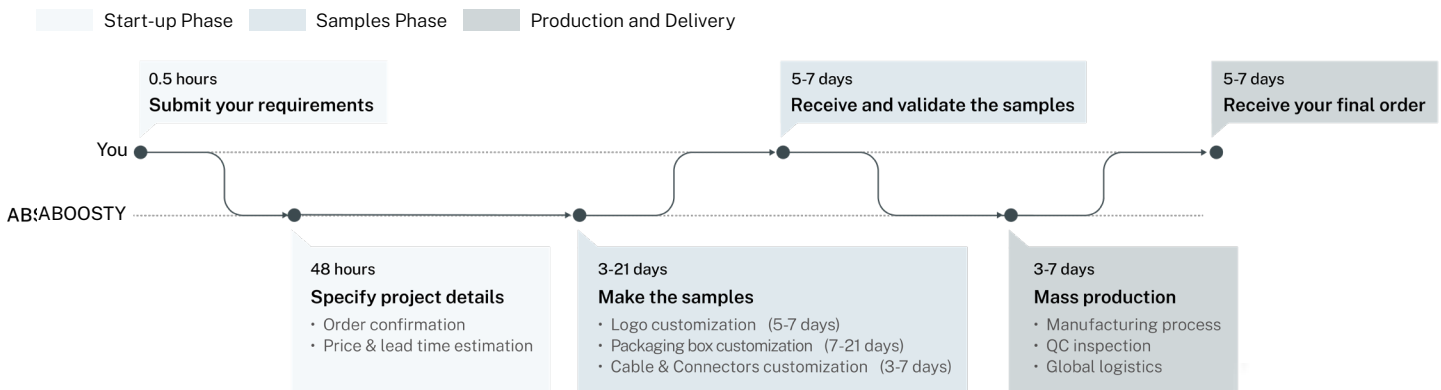 Start-up Phase
Samples Phase
Production and Delivery
0.5 hours
Submit your requirements
5-7 days
Receive and validate the samples
5-7 days
Receive your final order
You
ABOOSTY
48 hours
Specify project details
• Order confirmation
• Price & lead time estimation
3-21 days
Make the samples
• Logo customization (5-7 days)
• Packaging box customization (7-21 days)
• Cable & Connectors customization (3-7 days)
3-7 days
Mass production
• Manufacturing process
• QC inspection
• Global logistics